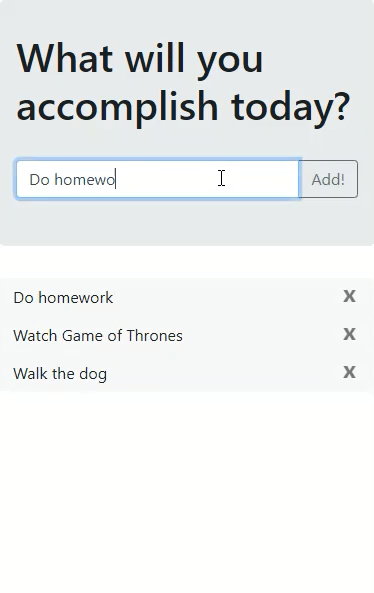 What will you
accomplish today?
Do homewo
Add!
Do homework X
Watch Game of Thrones X
Walk the dog X